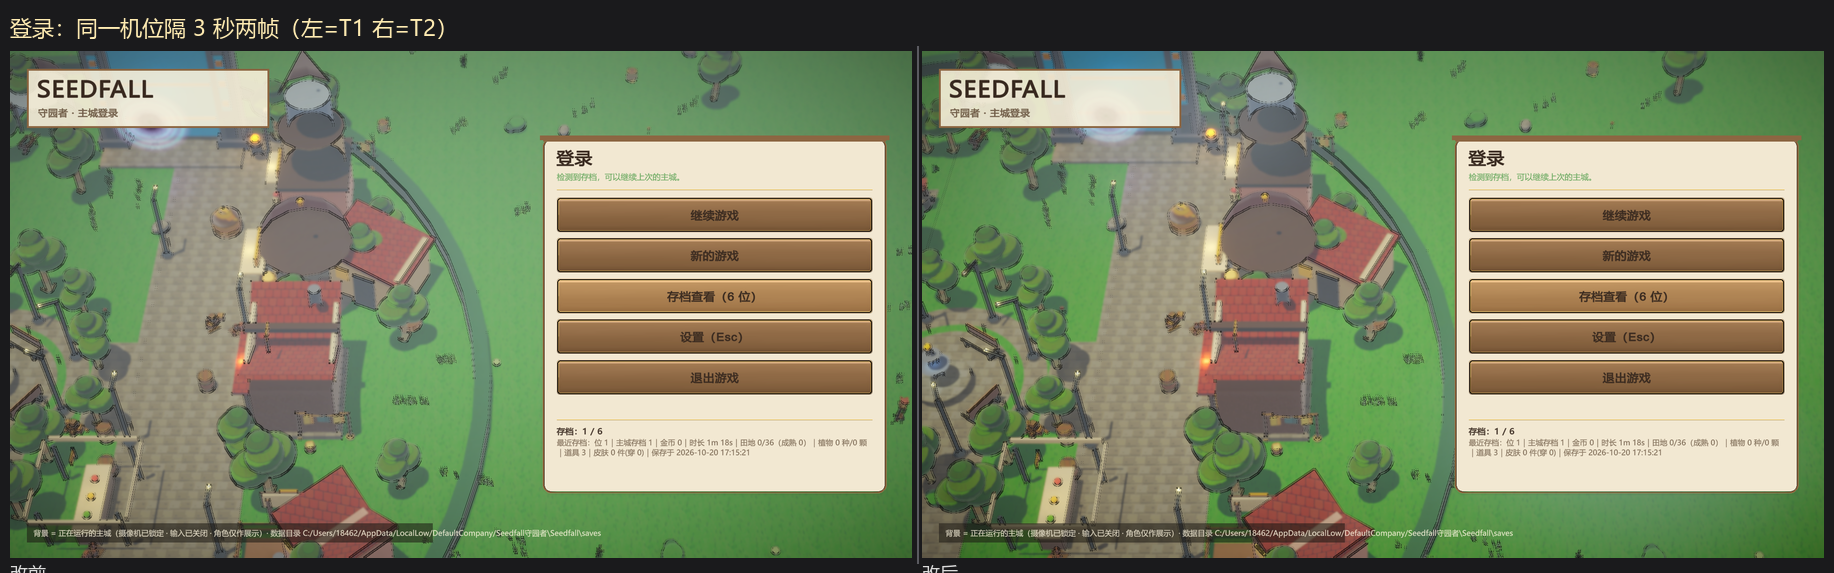 登录：同一机位隔 3 秒两帧（左=T1 右=T2）
SEEDFALL
守园者 · 主城登录
登录
检测到存档，可以继续上次的主城。
继续游戏
新的游戏
存档查看（6 位）
设置（Esc）
退出游戏
存档：1 / 6
最近存档：位 1｜主城存档 1｜金币 0｜时长 1m 18s｜田地 0/36（成熟 0）｜植物 0 种/0 颗
｜道具 3｜皮肤 0 件(穿 0)｜保存于 2026-10-20 17:15:21
背景 = 正在运行的主城（摄像机已锁定 · 输入已关闭 · 角色仅作展示）· 数据目录 C:/Users/18462/AppData/LocalLow/DefaultCompany/Seedfall守园者\Seedfall\saves
改前
SEEDFALL
守园者 · 主城登录
登录
检测到存档，可以继续上次的主城。
继续游戏
新的游戏
存档查看（6 位）
设置（Esc）
退出游戏
存档：1 / 6
最近存档：位 1｜主城存档 1｜金币 0｜时长 1m 18s｜田地 0/36（成熟 0）｜植物 0 种/0 颗
｜道具 3｜皮肤 0 件(穿 0)｜保存于 2026-10-20 17:15:21
背景 = 正在运行的主城（摄像机已锁定 · 输入已关闭 · 角色仅作展示）· 数据目录 C:/Users/18462/AppData/LocalLow/DefaultCompany/Seedfall守园者\Seedfall\saves
改后